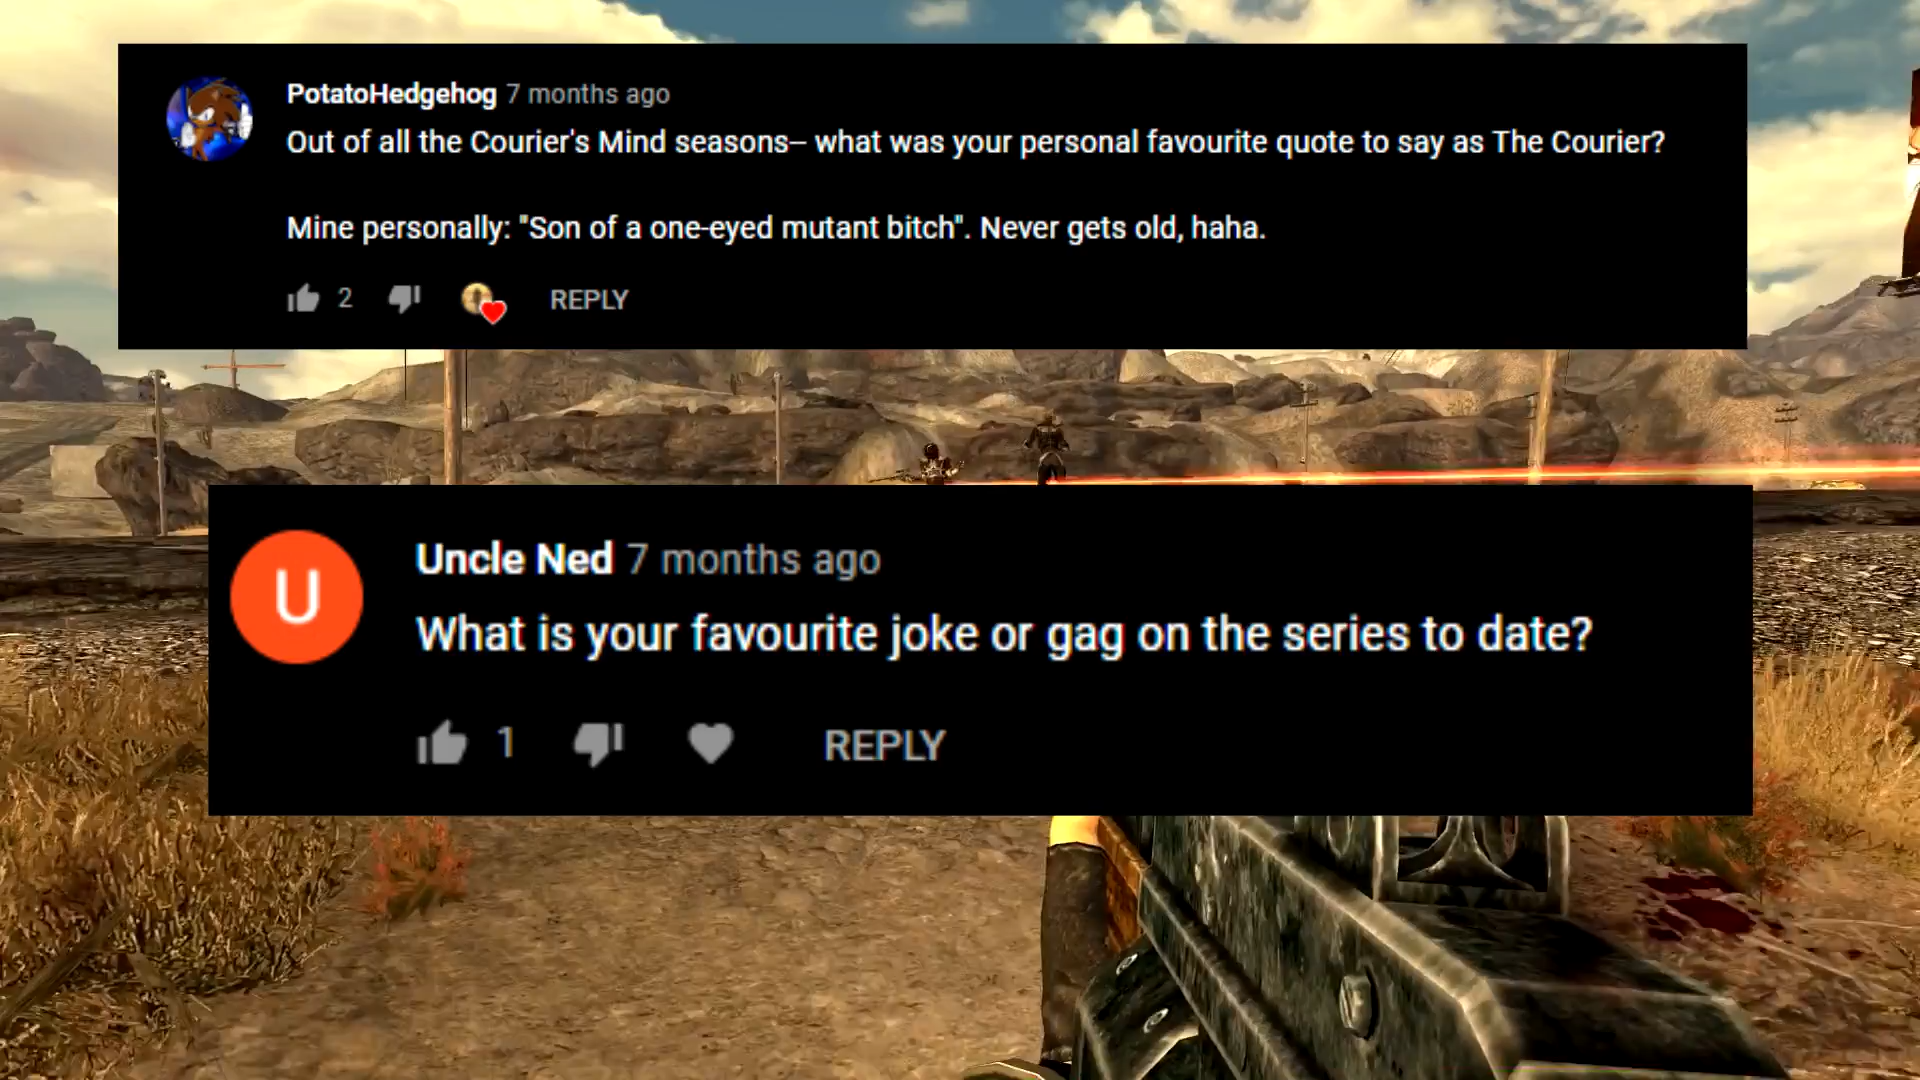 PotatoHedgehog 7 months ago
Out of all the Courier's Mind seasons– what was your personal favourite quote to say as The Courier?
Mine personally: "Son of a one-eyed mutant bitch". Never gets old, haha.
2 REPLY
U
Uncle Ned 7 months ago
What is your favourite joke or gag on the series to date?
1 REPLY